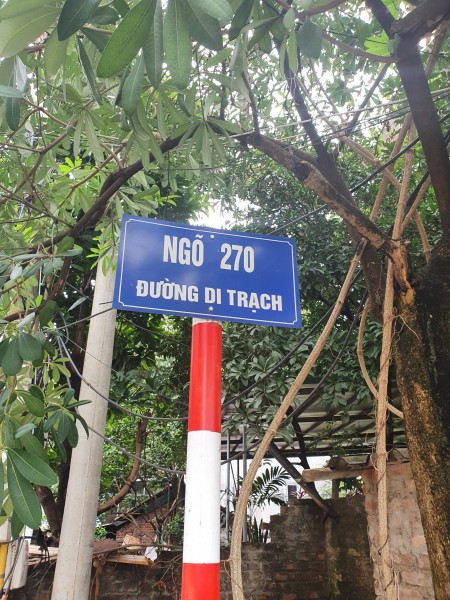 NGÕ 270
ĐƯỜNG DI TRẠCH